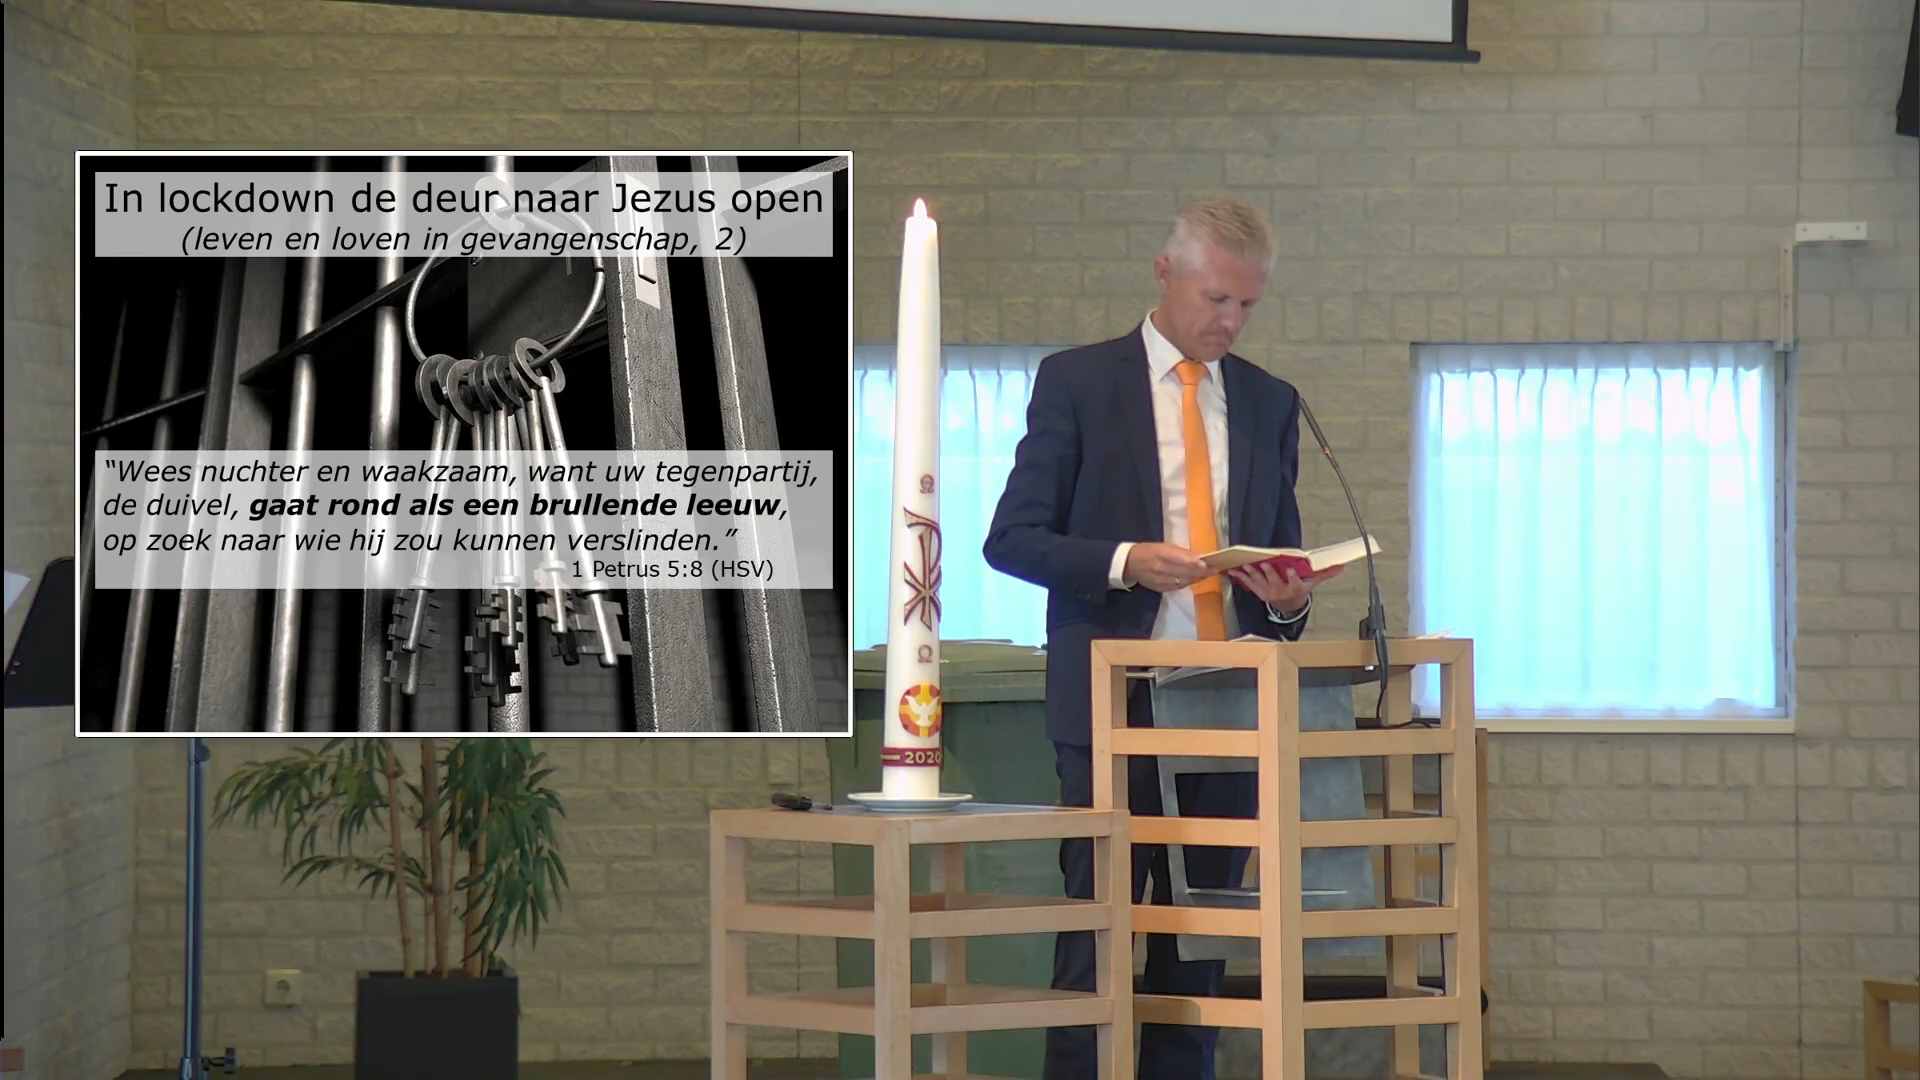 In lockdown de deur naar Jezus open
(leven en loven in gevangenschap, 2)
“Wees nuchter en waakzaam, want uw tegenpartij,
de duivel, gaat rond als een brullende leeuw,
op zoek naar wie hij zou kunnen verslinden.”
1 Petrus 5:8 (HSV)
Ω
Ω
2020